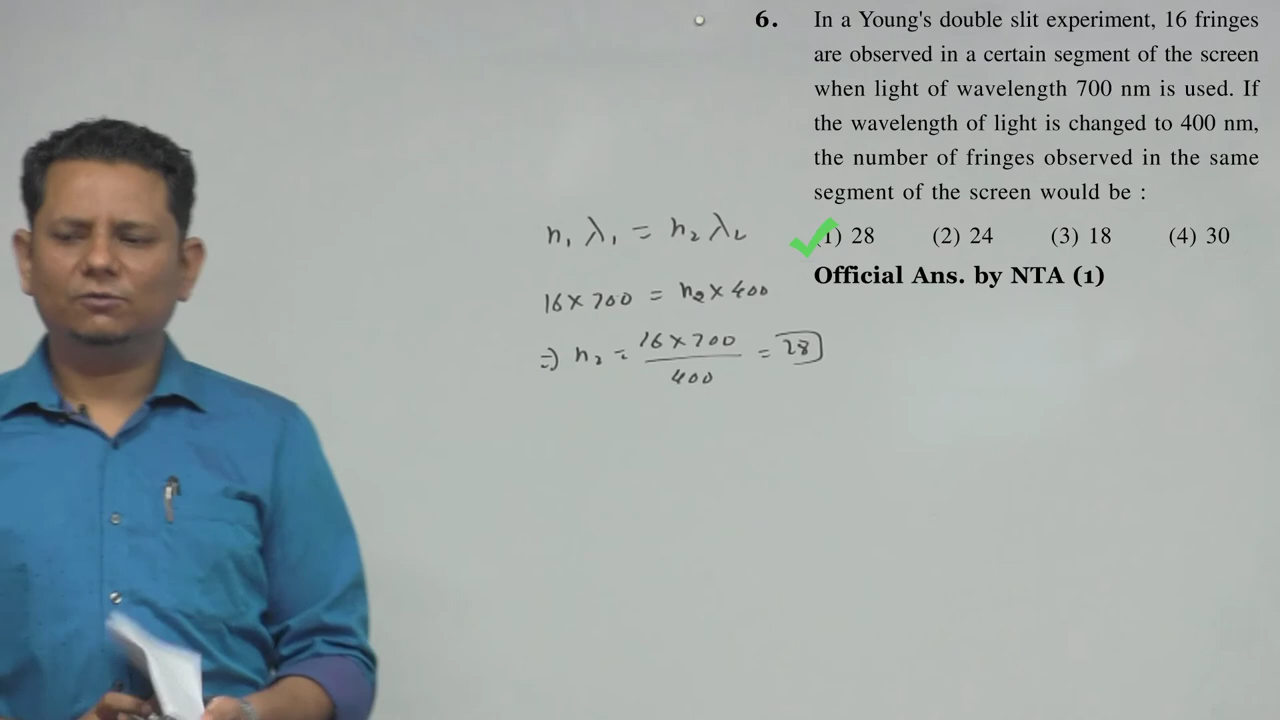 6. In a Young's double slit experiment, 16 fringes
are observed in a certain segment of the screen
when light of wavelength 700 nm is used. If
the wavelength of light is changed to 400 nm,
the number of fringes observed in the same
segment of the screen would be :
(1) 28 (2) 24 (3) 18 (4) 30
Official Ans. by NTA (1)
n₁ λ₁ = n₂ λ₂
16 × 700 = n₂ × 400
⇒ n₂ = 16 × 700 / 400 = 28